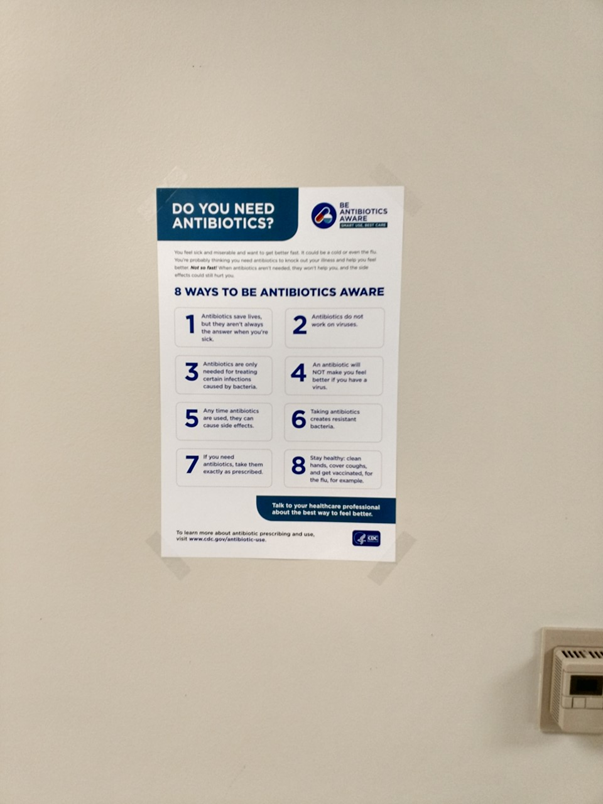 DO YOU NEED
ANTIBIOTICS?
BE
ANTIBIOTICS
AWARE
SMART USE, BEST CARE
You feel sick and miserable and want to get better fast. It could be a cold or even the flu.
You're probably thinking you need antibiotics to knock out your illness and help you feel
better. Not so fast! When antibiotics aren't needed, they won't help you, and the side
effects could still hurt you.
8 WAYS TO BE ANTIBIOTICS AWARE
1
Antibiotics save lives,
but they aren't always
the answer when you're
sick.
2
Antibiotics do not
work on viruses.
3
Antibiotics are only
needed for treating
certain infections
caused by bacteria.
4
An antibiotic will
NOT make you feel
better if you have a
virus.
5
Any time antibiotics
are used, they can
cause side effects.
6
Taking antibiotics
creates resistant
bacteria.
7
If you need
antibiotics, take them
exactly as prescribed.
8
Stay healthy: clean
hands, cover coughs,
and get vaccinated, for
the flu, for example.
Talk to your healthcare professional
about the best way to feel better.
To learn more about antibiotic prescribing and use,
visit www.cdc.gov/antibiotic-use.
CDC